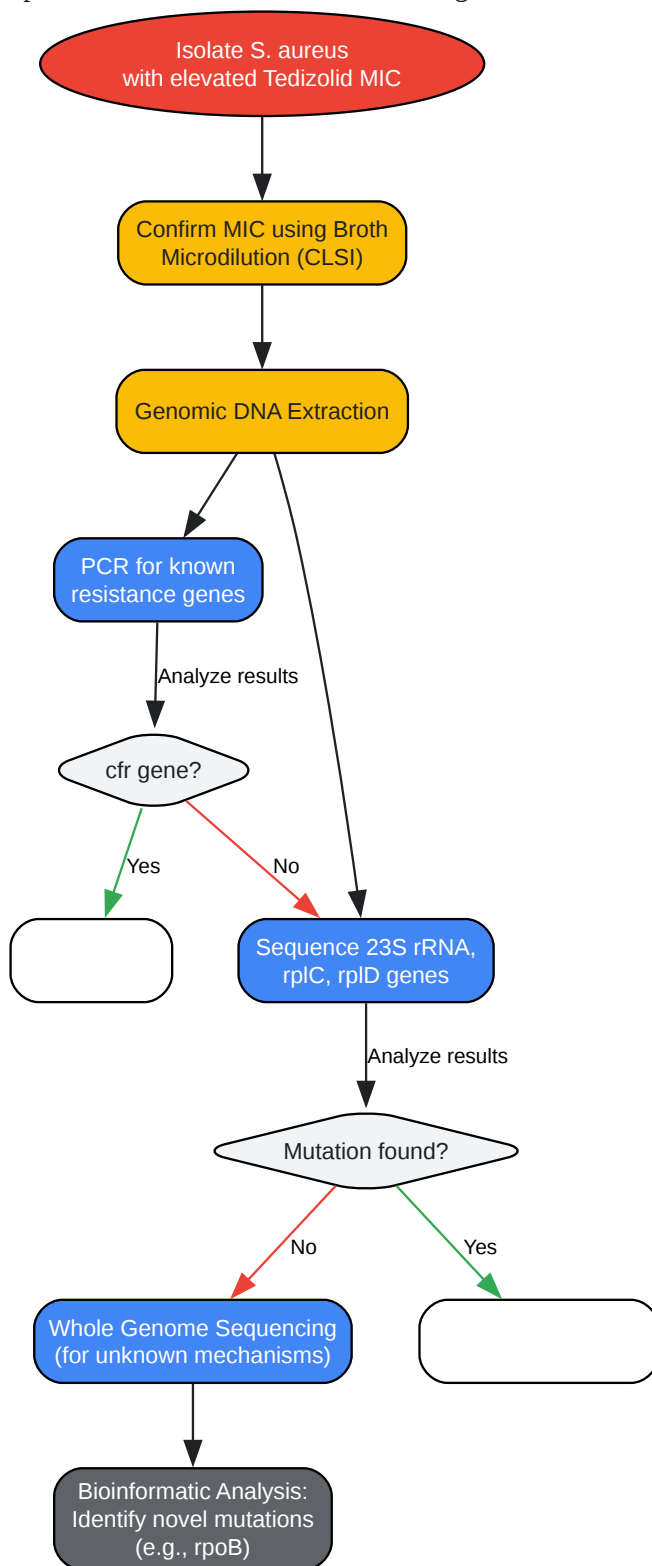 Isolate S. aureus
with elevated Tedizolid MIC
Confirm MIC using Broth
Microdilution (CLSI)
Genomic DNA Extraction
PCR for known
resistance genes
Analyze results
cfr gene?
Yes
No
Sequence 23S rRNA,
rplC, rplD genes
Analyze results
Mutation found?
No
Yes
Whole Genome Sequencing
(for unknown mechanisms)
Bioinformatic Analysis:
Identify novel mutations
(e.g., rpoB)